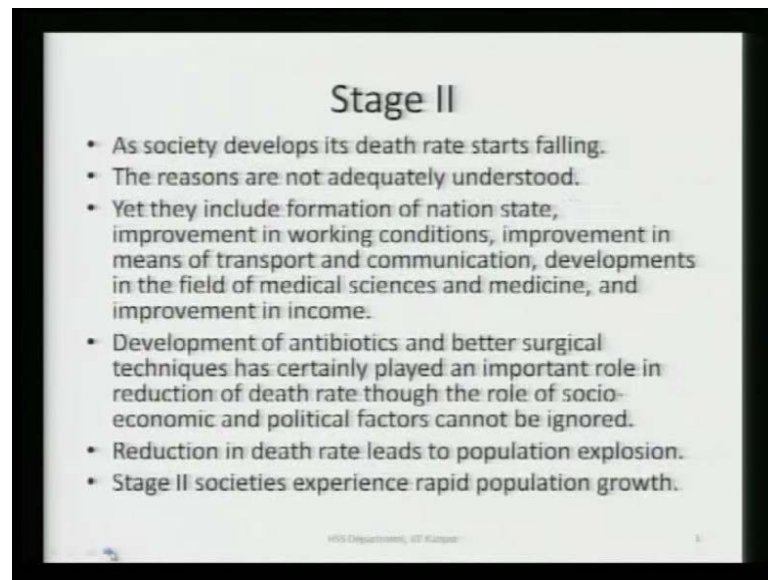 Stage II
• As society develops its death rate starts falling.
• The reasons are not adequately understood.
• Yet they include formation of nation state,
improvement in working conditions, improvement in
means of transport and communication, developments
in the field of medical sciences and medicine, and
improvement in income.
• Development of antibiotics and better surgical
techniques has certainly played an important role in
reduction of death rate though the role of socio-
economic and political factors cannot be ignored.
• Reduction in death rate leads to population explosion.
• Stage II societies experience rapid population growth.
HSS Department, IIT Kanpur